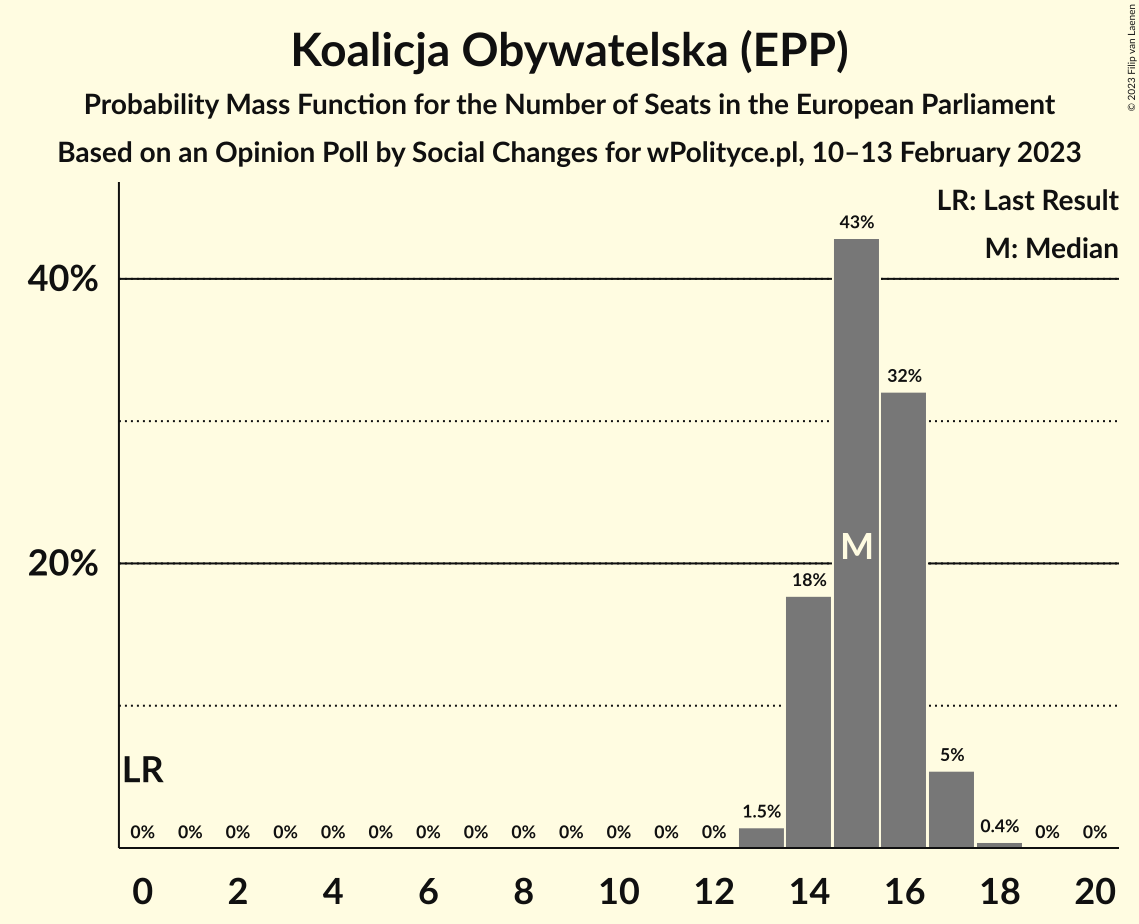 Koalicja Obywatelska (EPP)
Probability Mass Function for the Number of Seats in the European Parliament
Based on an Opinion Poll by Social Changes for wPolityce.pl, 10–13 February 2023
© 2023 Filip van Laenen
LR: Last Result
M: Median
43%
40%
32%
M
20%
18%
5%
LR
1.5%
0% 0% 0% 0% 0% 0% 0% 0% 0% 0% 0% 0% 0% 0.4% 0% 0%
0 2 4 6 8 10 12 14 16 18 20